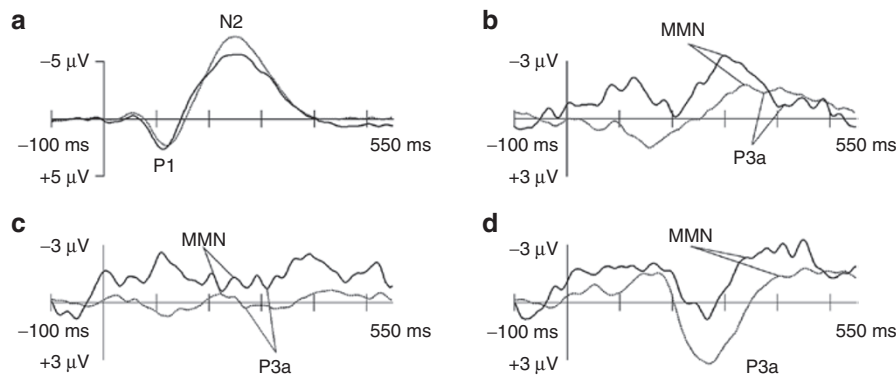 a
N2
−5 μV
−100 ms
550 ms
P1
+5 μV
b
MMN
−3 μV
−100 ms
550 ms
P3a
+3 μV
c
−3 μV
MMN
−100 ms
550 ms
+3 μV
P3a
d
−3 μV
MMN
−100 ms
550 ms
+3 μV
P3a